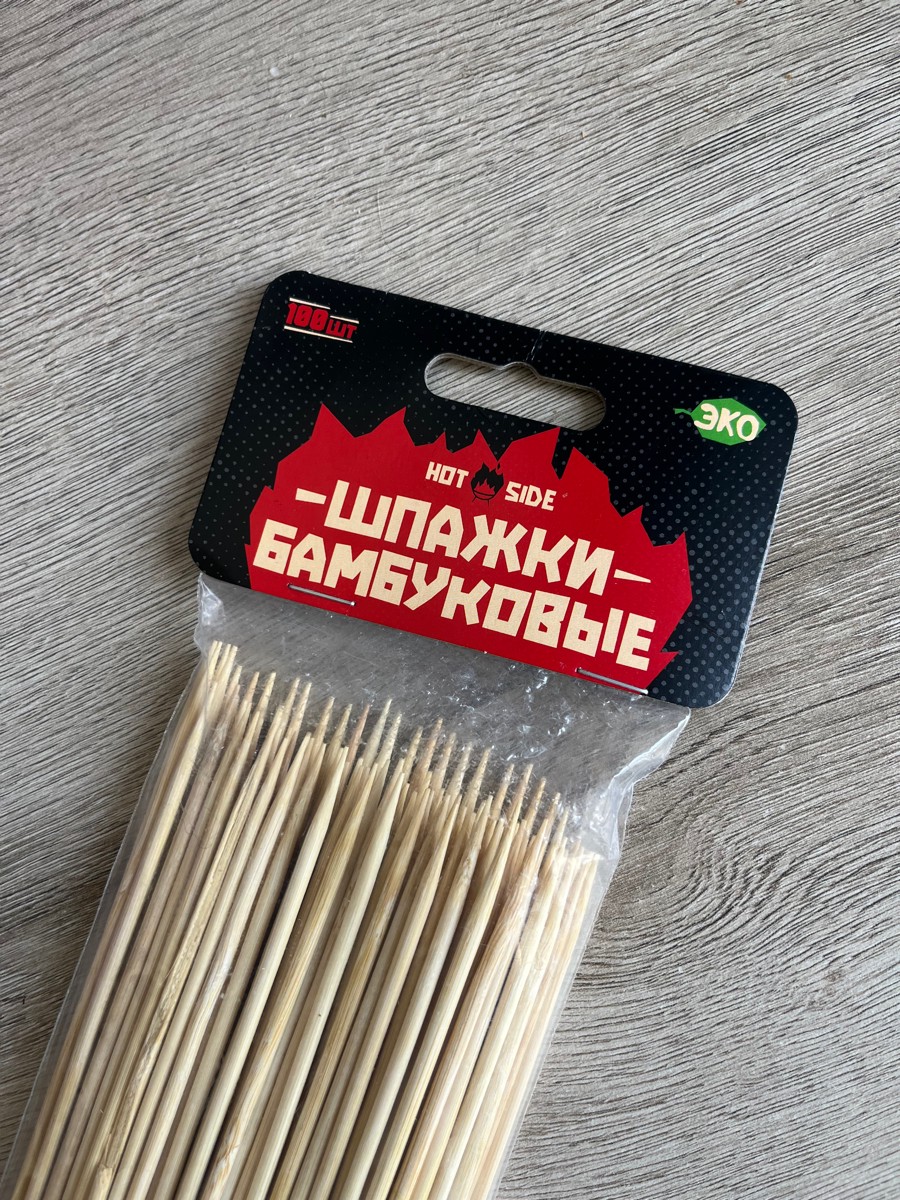 100шт
ЭКО
HOT SIDE
-ШПАЖКИ-
БАМБУКОВЫЕ